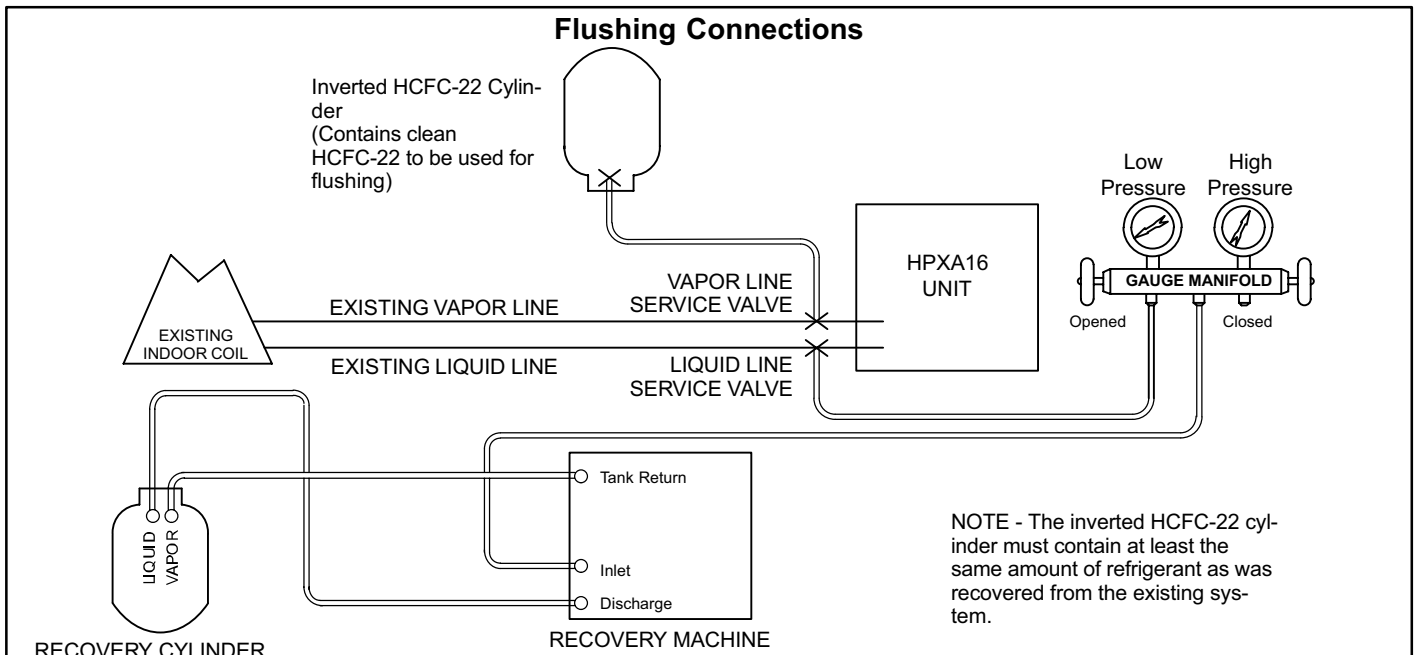 Flushing Connections
Inverted HCFC-22 Cylin-
der
(Contains clean
HCFC-22 to be used for
flushing)
Low
Pressure
High
Pressure
GAUGE MANIFOLD
Opened
Closed
HPXA16
UNIT
VAPOR LINE
SERVICE VALVE
EXISTING VAPOR LINE
EXISTING
INDOOR COIL
EXISTING LIQUID LINE
LIQUID LINE
SERVICE VALVE
Tank Return
Inlet
Discharge
LIQUID
VAPOR
RECOVERY CYLINDER
RECOVERY MACHINE
NOTE - The inverted HCFC-22 cyl-
inder must contain at least the
same amount of refrigerant as was
recovered from the existing sys-
tem.